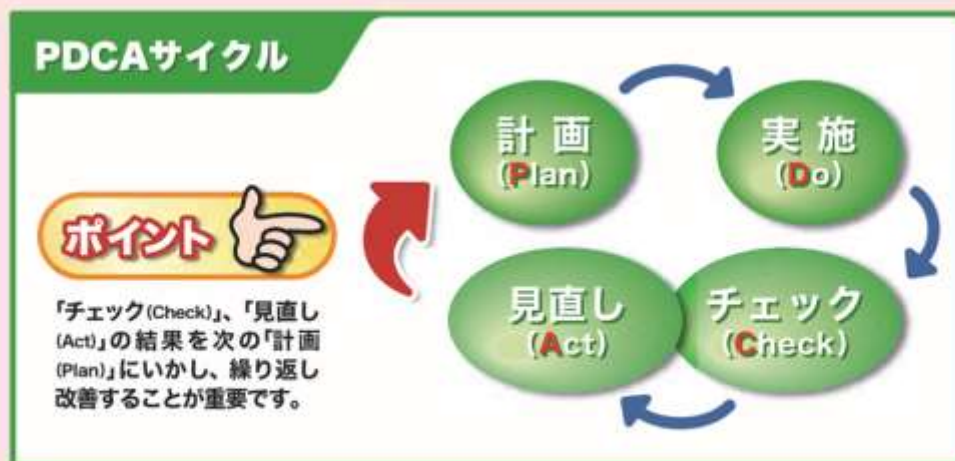 PDCAサイクル
計画
(Plan)
実施
(Do)
ポイント
「チェック(Check)」、「見直し
(Act)」の結果を次の「計画
(Plan)」にいかし、繰り返し
改善することが重要です。
見直し
(Act)
チェック
(Check)